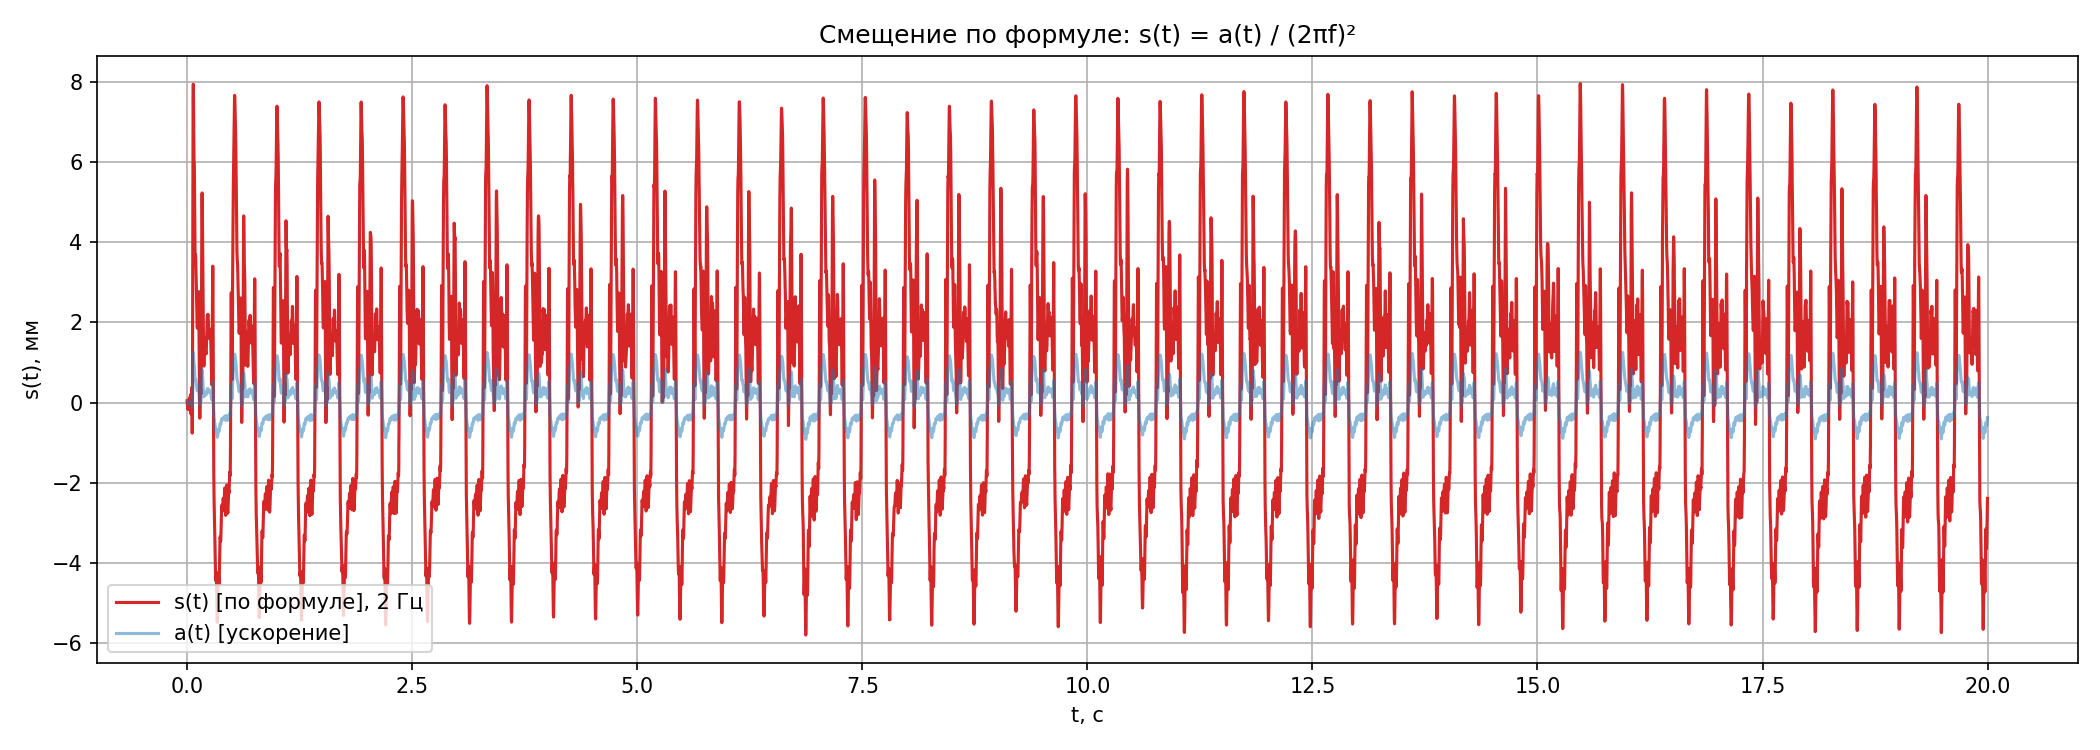 Смещение по формуле: s(t) = a(t) / (2πf)²
s(t), мм
8
6
4
2
0
−2
−4
−6
s(t) [по формуле], 2 Гц
a(t) [ускорение]
0.0 2.5 5.0 7.5 10.0 12.5 15.0 17.5 20.0
t, с